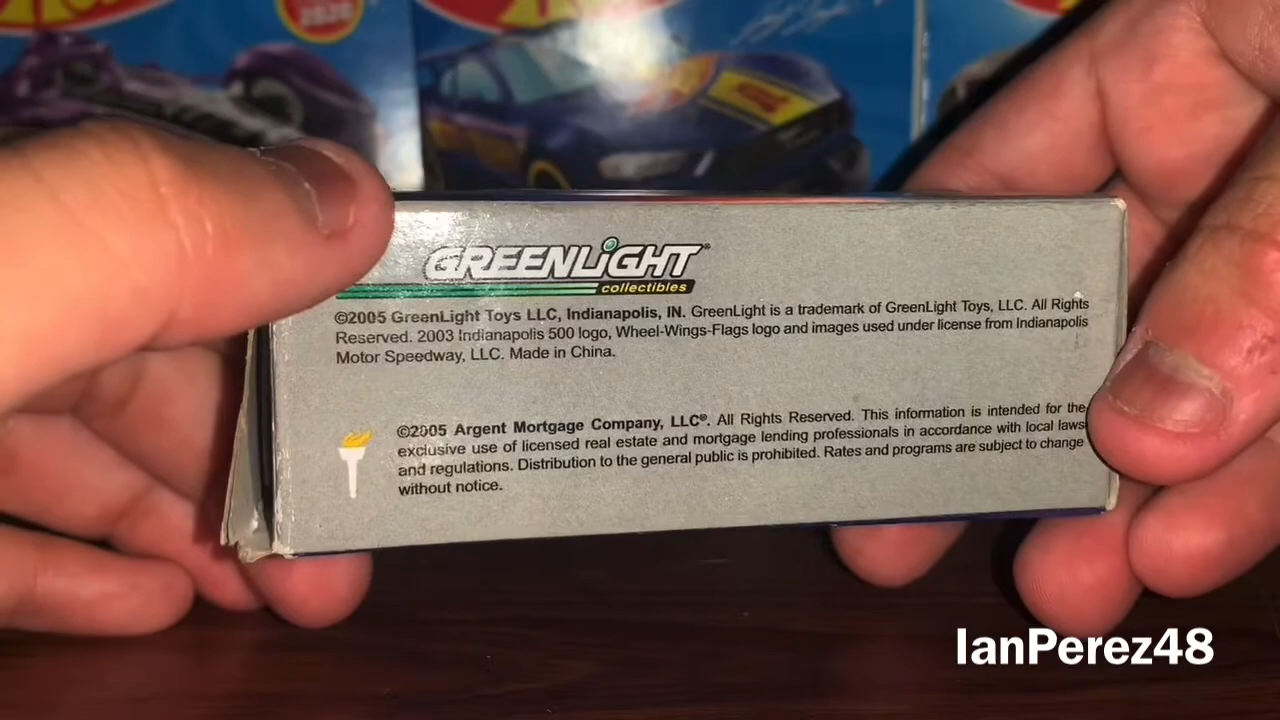 2020
GREENLiGHT®
collectibles
©2005 GreenLight Toys LLC, Indianapolis, IN. GreenLight is a trademark of GreenLight Toys, LLC. All Rights
Reserved. 2003 Indianapolis 500 logo, Wheel-Wings-Flags logo and images used under license from Indianapolis
Motor Speedway, LLC. Made in China.
©2005 Argent Mortgage Company, LLC®. All Rights Reserved. This information is intended for the
exclusive use of licensed real estate and mortgage lending professionals in accordance with local laws
and regulations. Distribution to the general public is prohibited. Rates and programs are subject to change
without notice.
IanPerez48